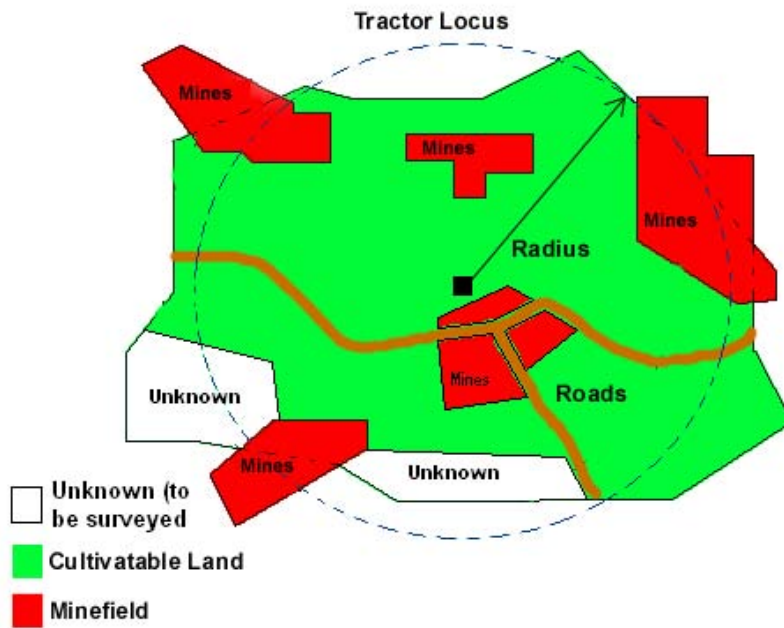 Tractor Locus
Mines
Mines
Mines
Radius
Mines
Roads
Unknown
Mines
Unknown
Unknown (to
be surveyed
Cultivatable Land
Minefield